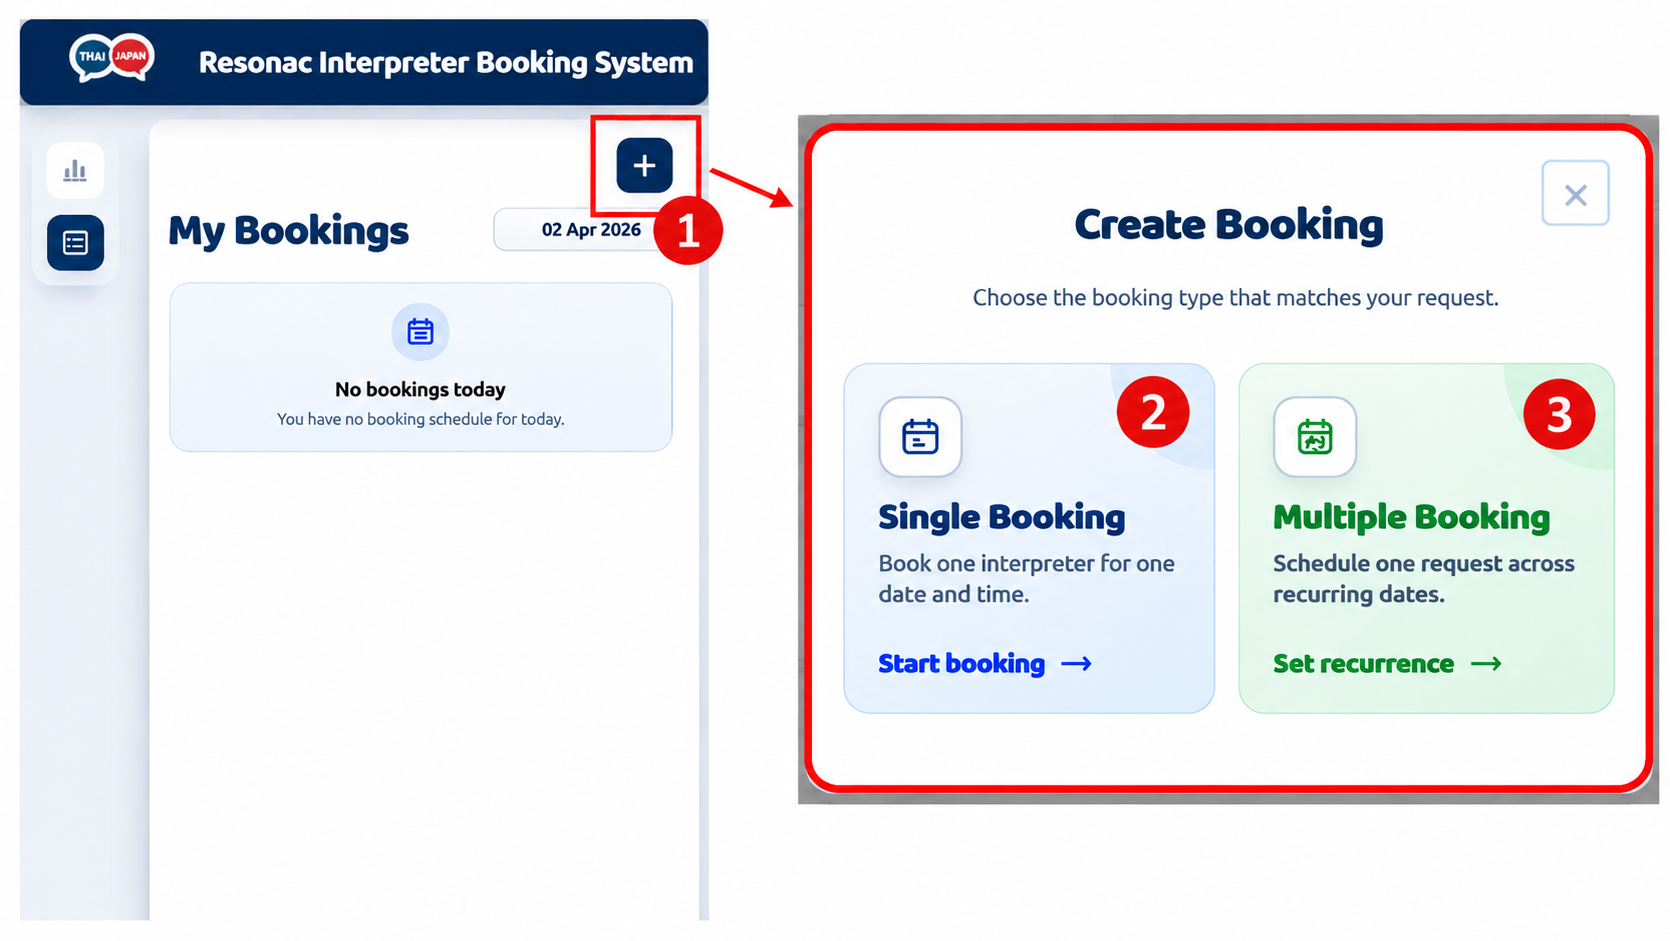 THAI JAPAN
Resonac Interpreter Booking System
+
My Bookings
02 Apr 2026
1
No bookings today
You have no booking schedule for today.
Create Booking
Choose the booking type that matches your request.
2
Single Booking
Book one interpreter for one
date and time.
Start booking →
3
Multiple Booking
Schedule one request across
recurring dates.
Set recurrence →